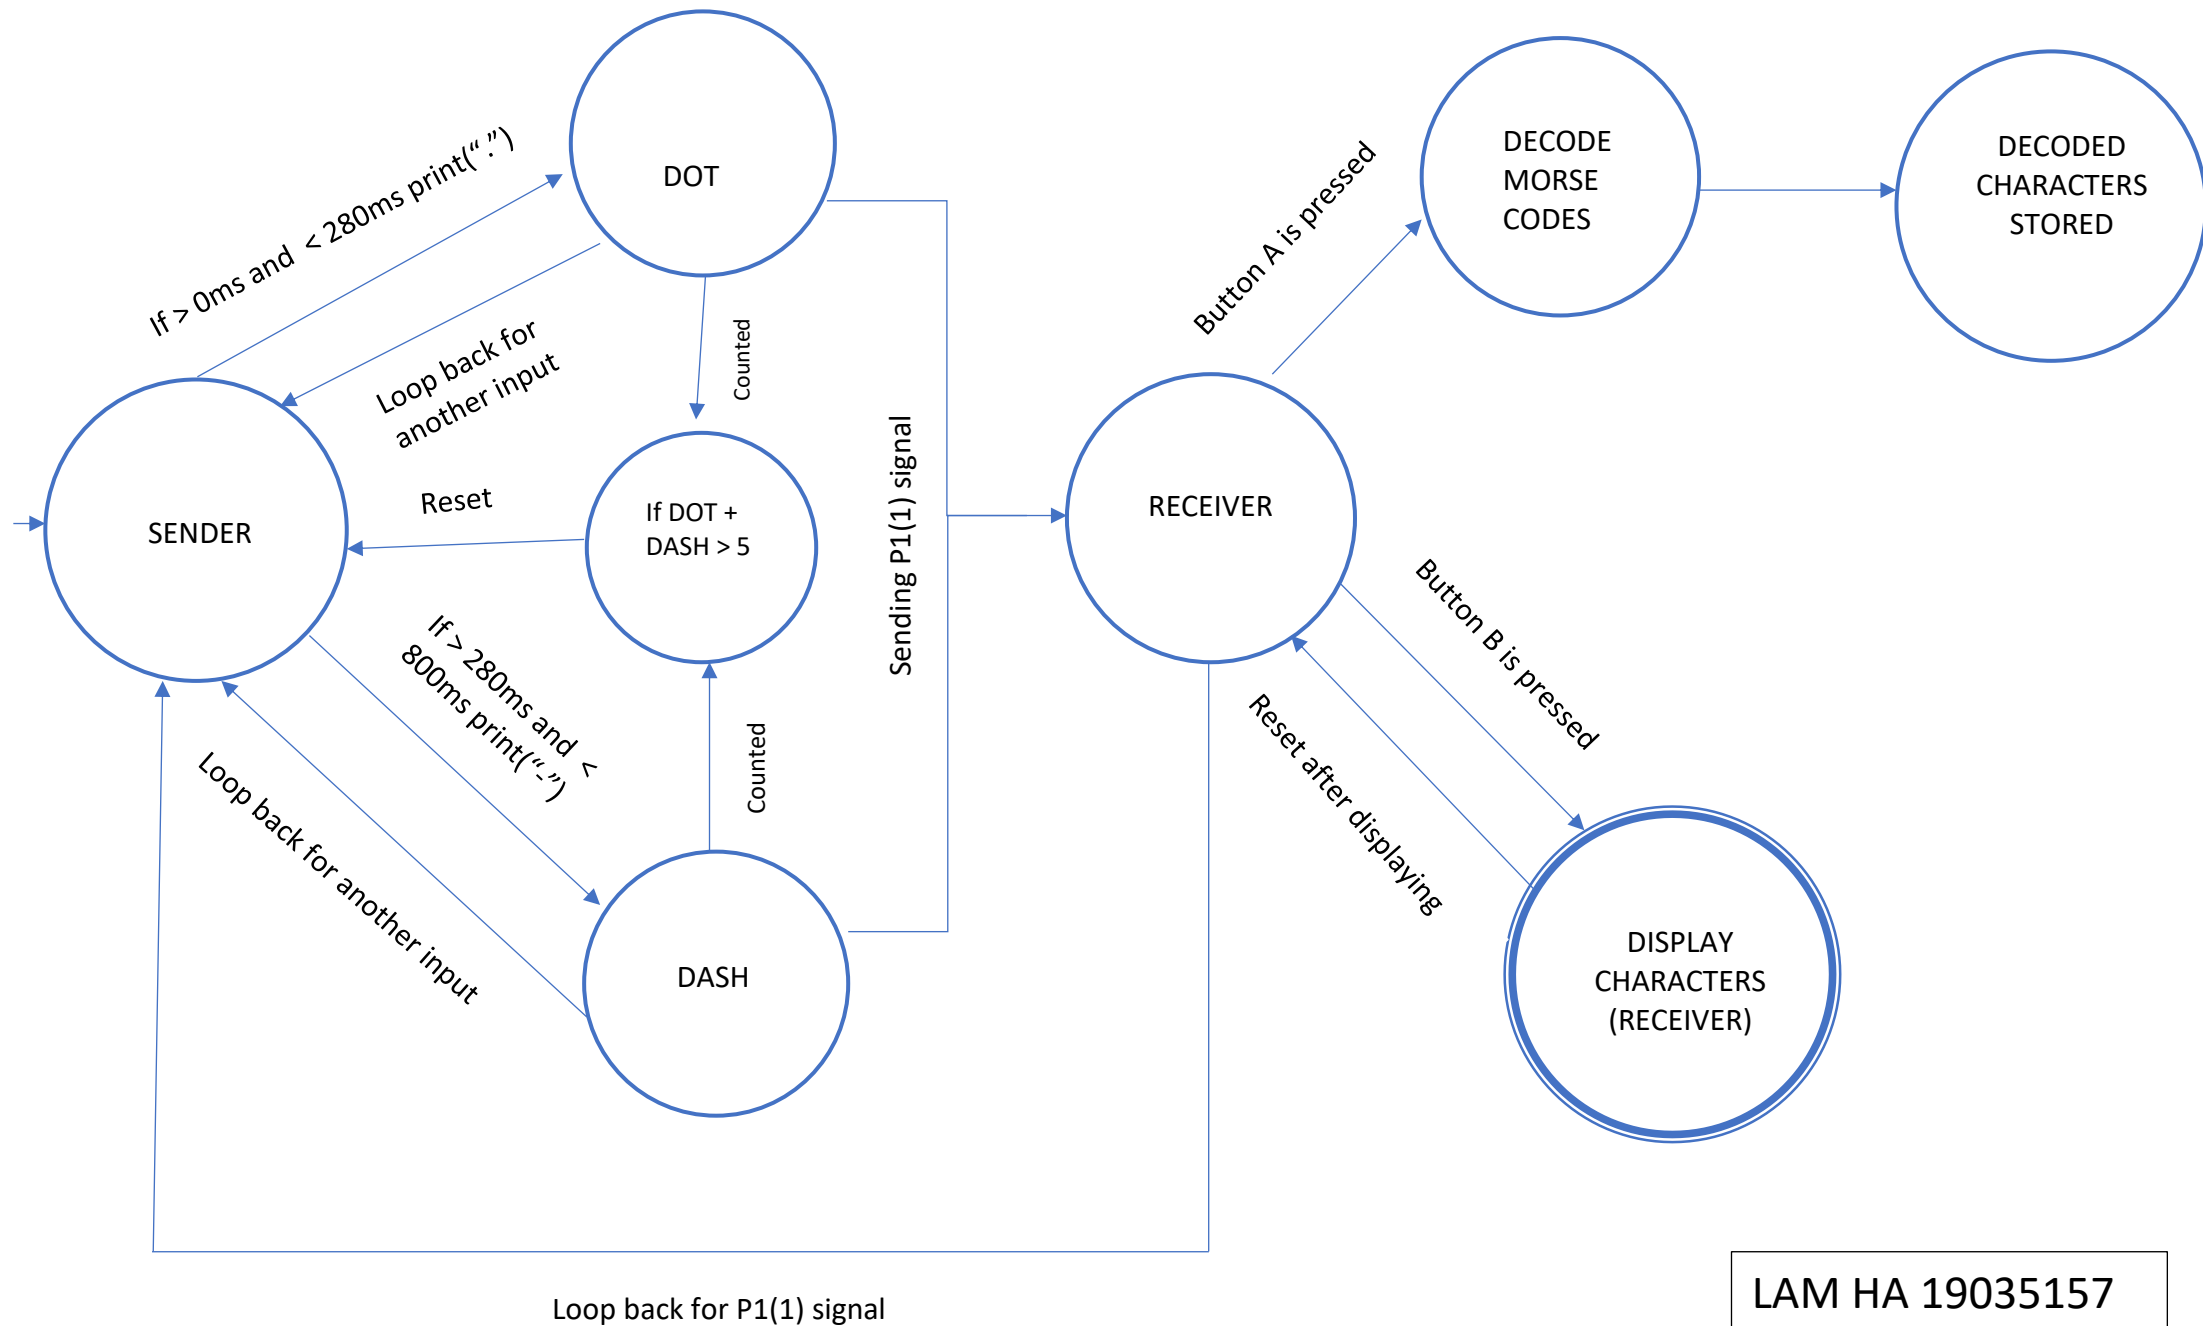 If > 0ms and  < 280ms print(“.”)
DOT
DECODE
MORSE
CODES
DECODED
CHARACTERS
STORED
Button A is pressed
Loop back for
another input
Counted
SENDER
Reset
If DOT +
DASH > 5
Sending P1(1) signal
RECEIVER
If > 280ms and  <
800ms print(“-”)
Button B is pressed
Loop back for another input
Counted
Reset after displaying
DASH
DISPLAY
CHARACTERS
(RECEIVER)
Loop back for P1(1) signal
LAM HA 19035157